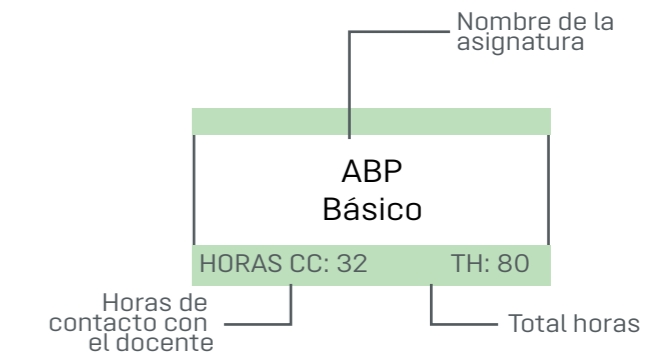 Nombre de la
asignatura
ABP
Básico
HORAS CC: 32 TH: 80
Horas de
contacto con
el docente
Total horas